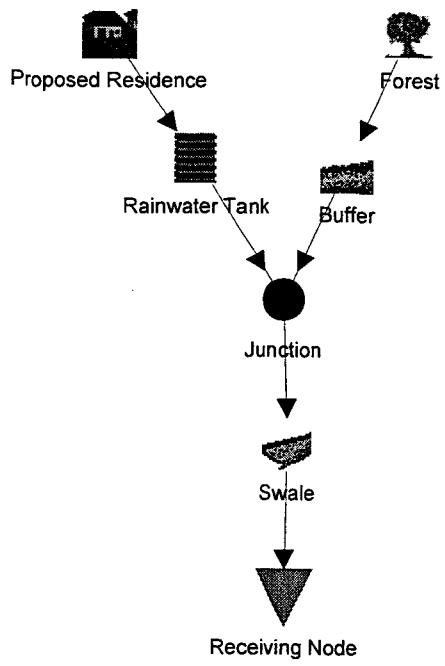 Proposed Residence
Forest
Rainwater Tank
Buffer
Junction
Swale
Receiving Node